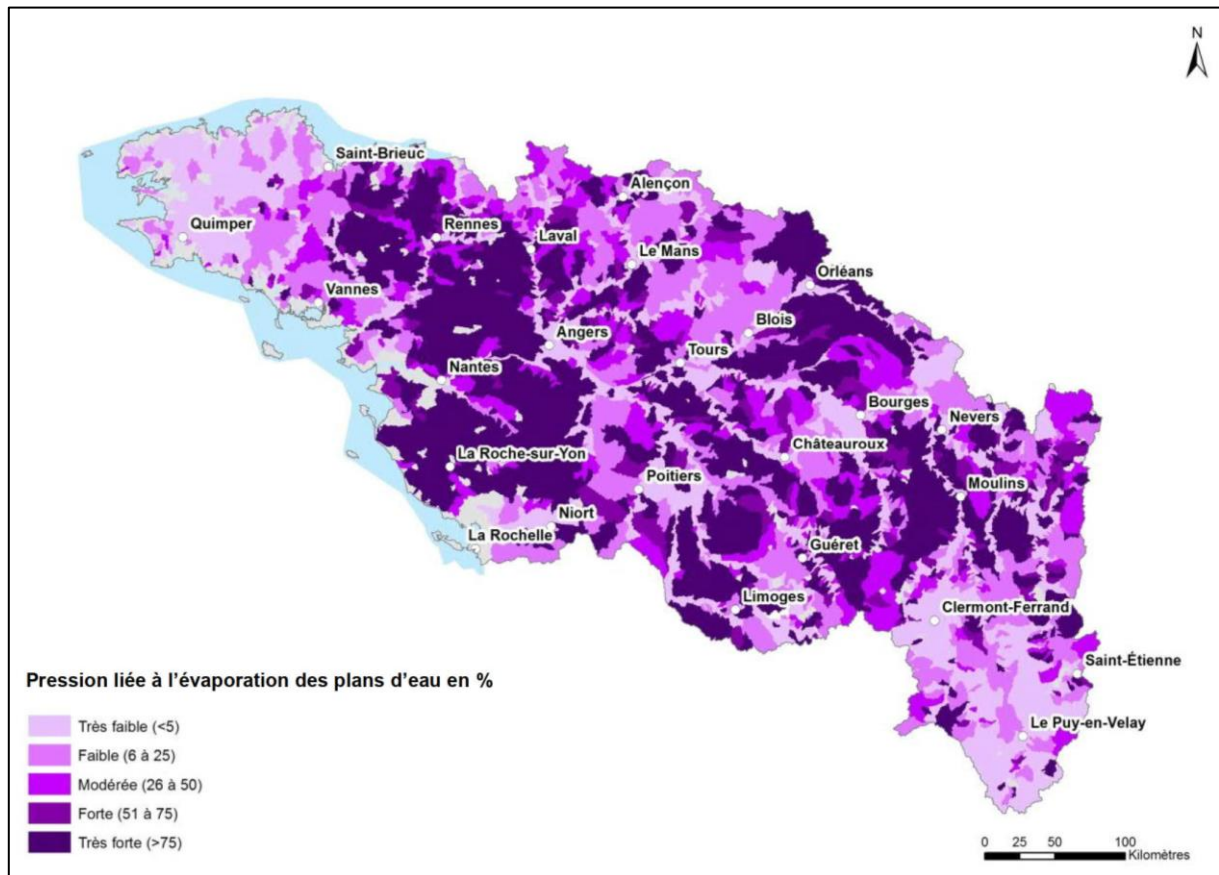 N
Saint-Brieuc
Alençon
Quimper
Rennes
Laval
Le Mans
Orléans
Vannes
Blois
Angers
Tours
Nantes
Bourges
Nevers
Châteauroux
La Roche-sur-Yon
Poitiers
Moulins
Niort
La Rochelle
Guéret
Limoges
Clermont-Ferrand
Saint-Étienne
Le Puy-en-Velay
Pression liée à l'évaporation des plans d'eau en %
Très faible (<5)
Faible (6 à 25)
Modérée (26 à 50)
Forte (51 à 75)
Très forte (>75)
0 25 50 100
Kilomètres